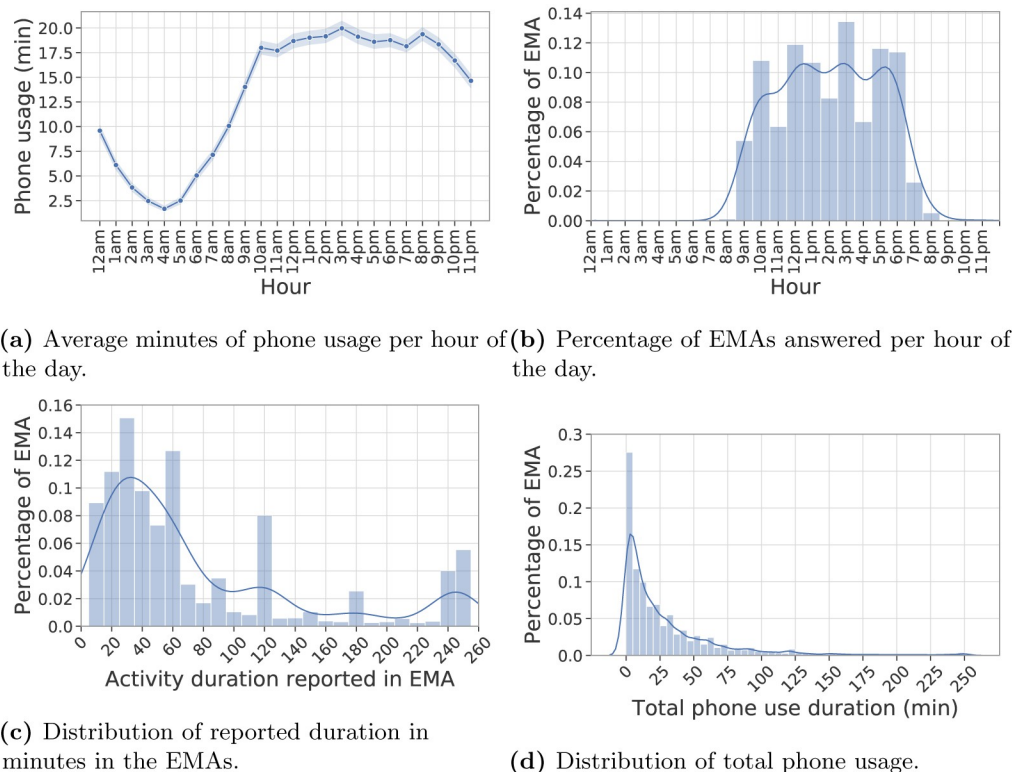 Phone usage (min)
20.0
17.5
15.0
12.5
10.0
7.5
5.0
2.5
12am 1am 2am 3am 4am 5am 6am 7am 8am 9am 10am 11am 12pm 1pm 2pm 3pm 4pm 5pm 6pm 7pm 8pm 9pm 10pm 11pm
Hour
Percentage of EMA
0.14
0.12
0.10
0.08
0.06
0.04
0.02
0.00
12am 1am 2am 3am 4am 5am 6am 7am 8am 9am 10am 11am 12pm 1pm 2pm 3pm 4pm 5pm 6pm 7pm 8pm 9pm 10pm 11pm
Hour
(a) Average minutes of phone usage per hour of
the day.
(b) Percentage of EMAs answered per hour of
the day.
Percentage of EMA
0.16
0.14
0.12
0.1
0.08
0.06
0.04
0.02
0.0
0 20 40 60 80 100 120 140 160 180 200 220 240 260
Activity duration reported in EMA
Percentage of EMA
0.3
0.25
0.2
0.15
0.1
0.05
0.0
0 25 50 75 100 125 150 175 200 225 250
Total phone use duration (min)
(c) Distribution of reported duration in
minutes in the EMAs.
(d) Distribution of total phone usage.